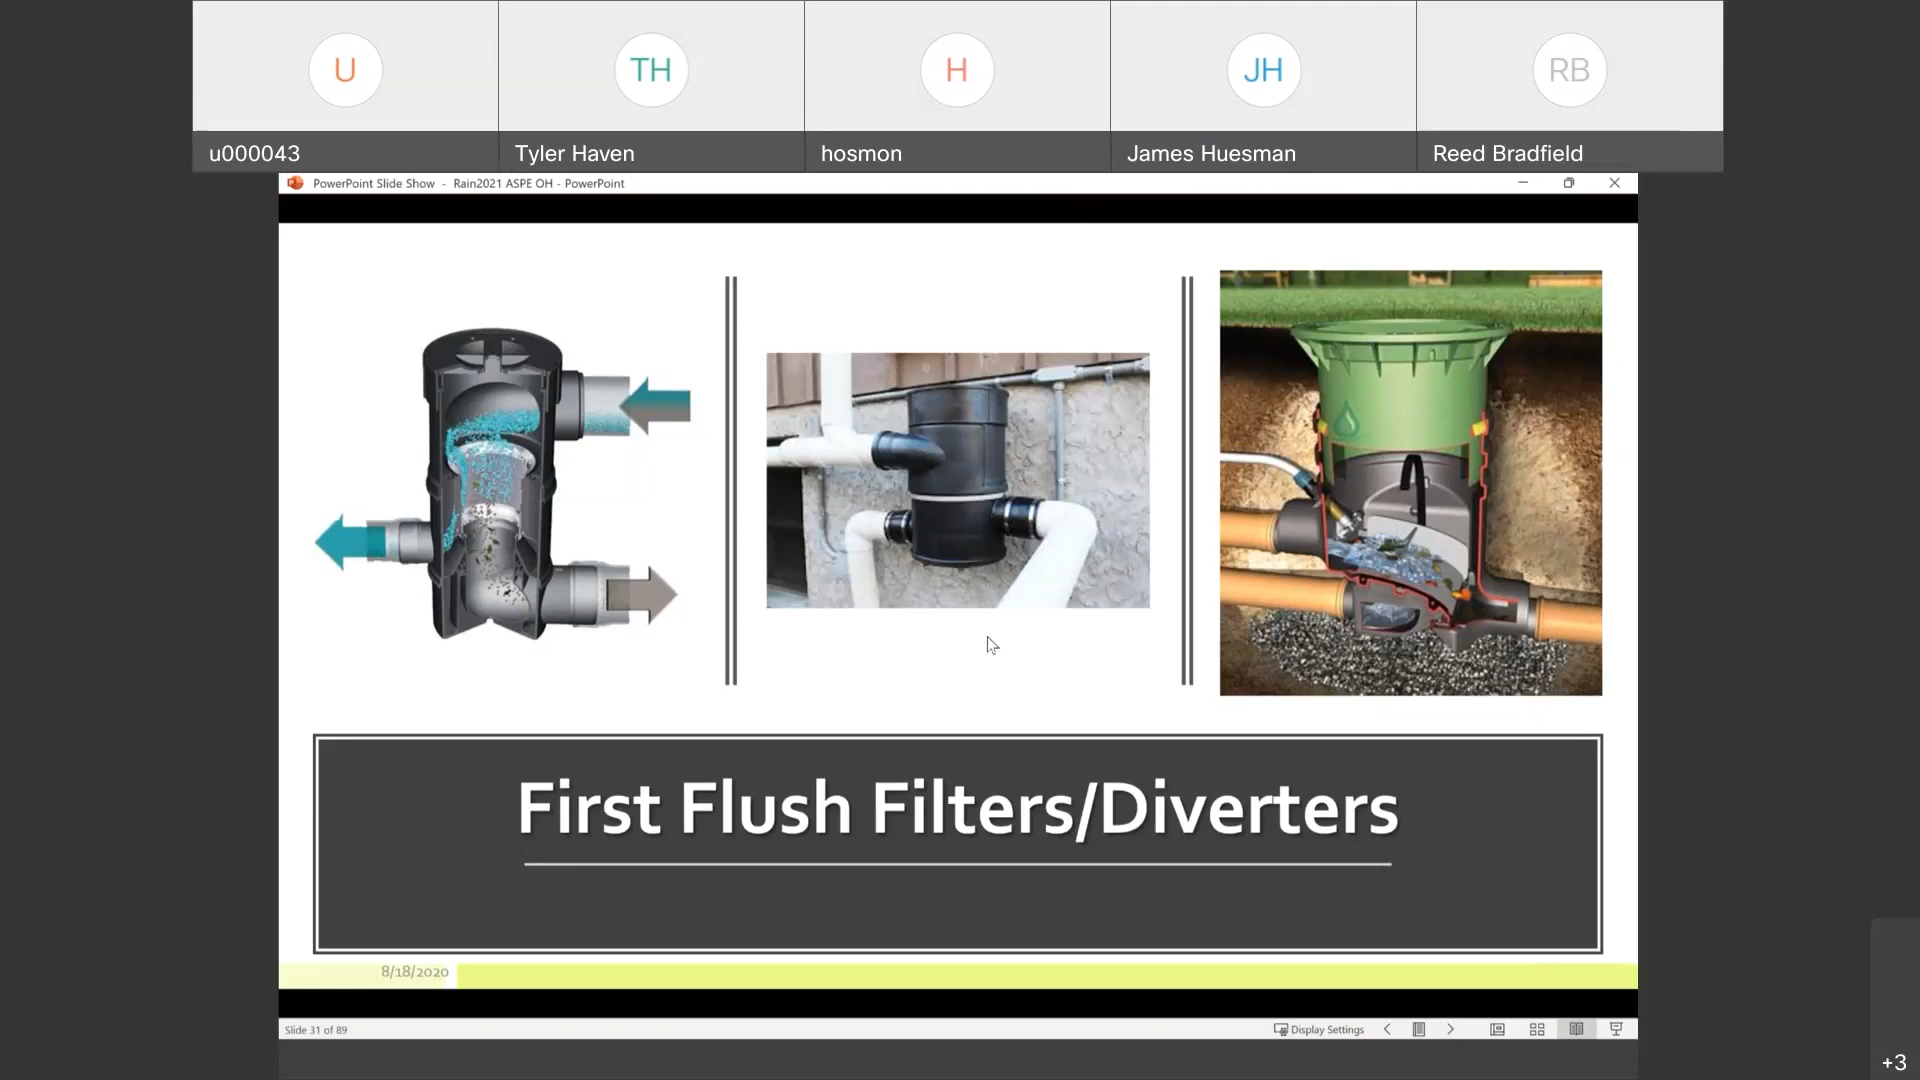 U
TH
H
JH
RB
u000043
Tyler Haven
hosmon
James Huesman
Reed Bradfield
PowerPoint Slide Show - Rain2021 ASPE OH - PowerPoint
First Flush Filters/Diverters
8/18/2020
Slide 31 of 89
Display Settings
+3